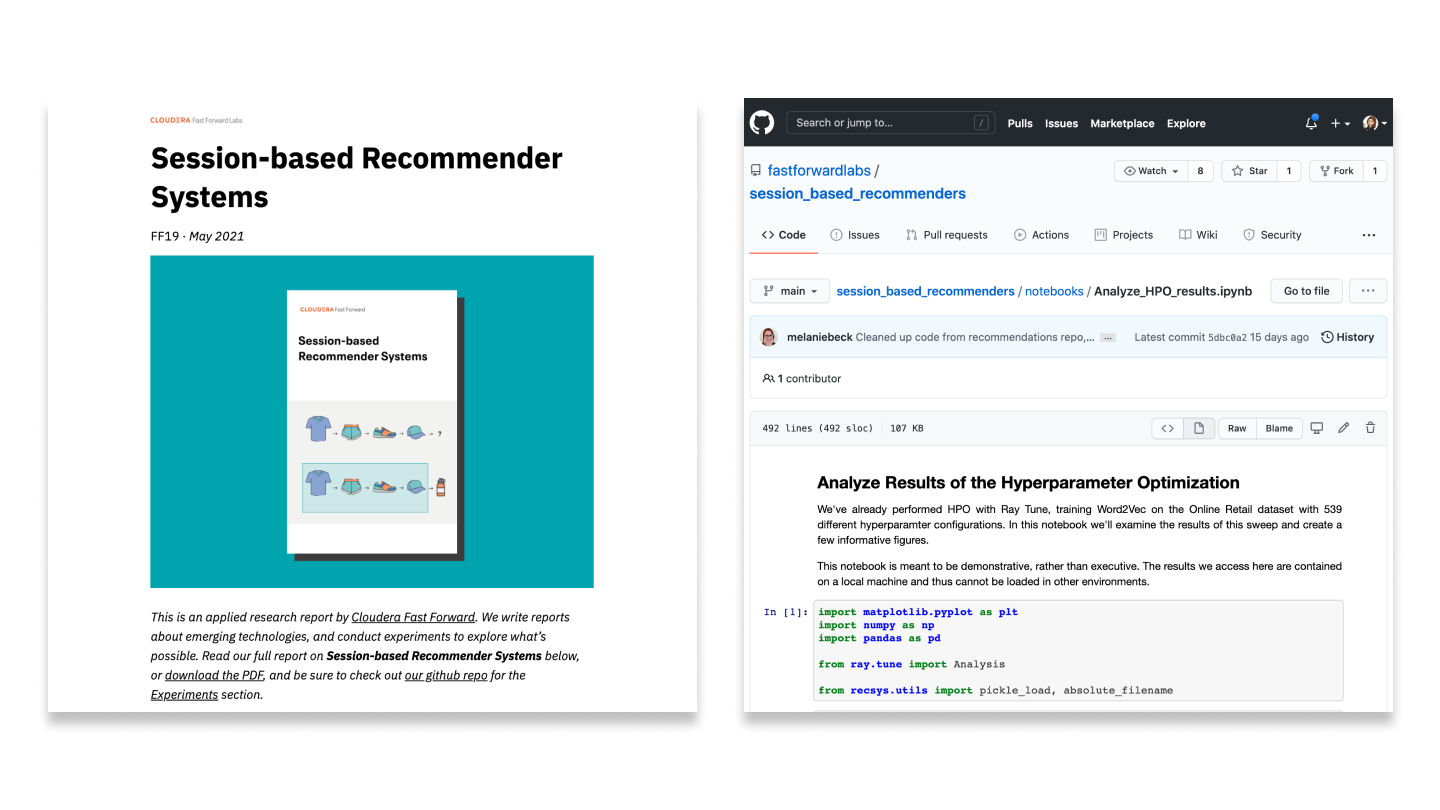 CLOUDERA Fast Forward Labs
Session-based Recommender
Systems
FF19 · May 2021
CLOUDERA Fast Forward
Session-based
Recommender Systems
?
This is an applied research report by Cloudera Fast Forward. We write reports
about emerging technologies, and conduct experiments to explore what’s
possible. Read our full report on Session-based Recommender Systems below,
or download the PDF, and be sure to check out our github repo for the
Experiments section.
Search or jump to... /
Pulls Issues Marketplace Explore
fastforwardlabs /
session_based_recommenders
Watch 8 Star 1 Fork 1
<> Code Issues Pull requests Actions Projects Wiki Security ...
main session_based_recommenders / notebooks / Analyze_HPO_results.ipynb Go to file ...
melaniebeck Cleaned up code from recommendations repo,... ... Latest commit 5dbc0a2 15 days ago History
1 contributor
492 lines (492 sloc) 107 KB <> Raw Blame
Analyze Results of the Hyperparameter Optimization
We've already performed HPO with Ray Tune, training Word2Vec on the Online Retail dataset with 539
different hyperparamter configurations. In this notebook we'll examine the results of this sweep and create a
few informative figures.
This notebook is meant to be demonstrative, rather than executive. The results we access here are contained
on a local machine and thus cannot be loaded in other environments.
In [1]: import matplotlib.pyplot as plt
import numpy as np
import pandas as pd
from ray.tune import Analysis
from recsys.utils import pickle_load, absolute_filename